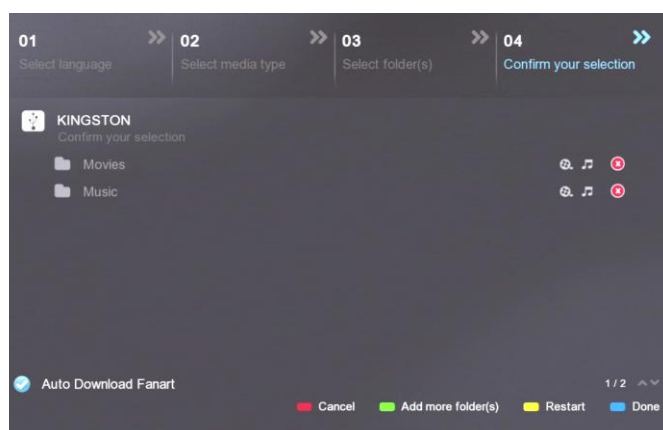 01
Select language
02
Select media type
03
Select folder(s)
04
Confirm your selection
KINGSTON
Confirm your selection
Movies
Music
Auto Download Fanart
1 / 2
Cancel
Add more folder(s)
Restart
Done